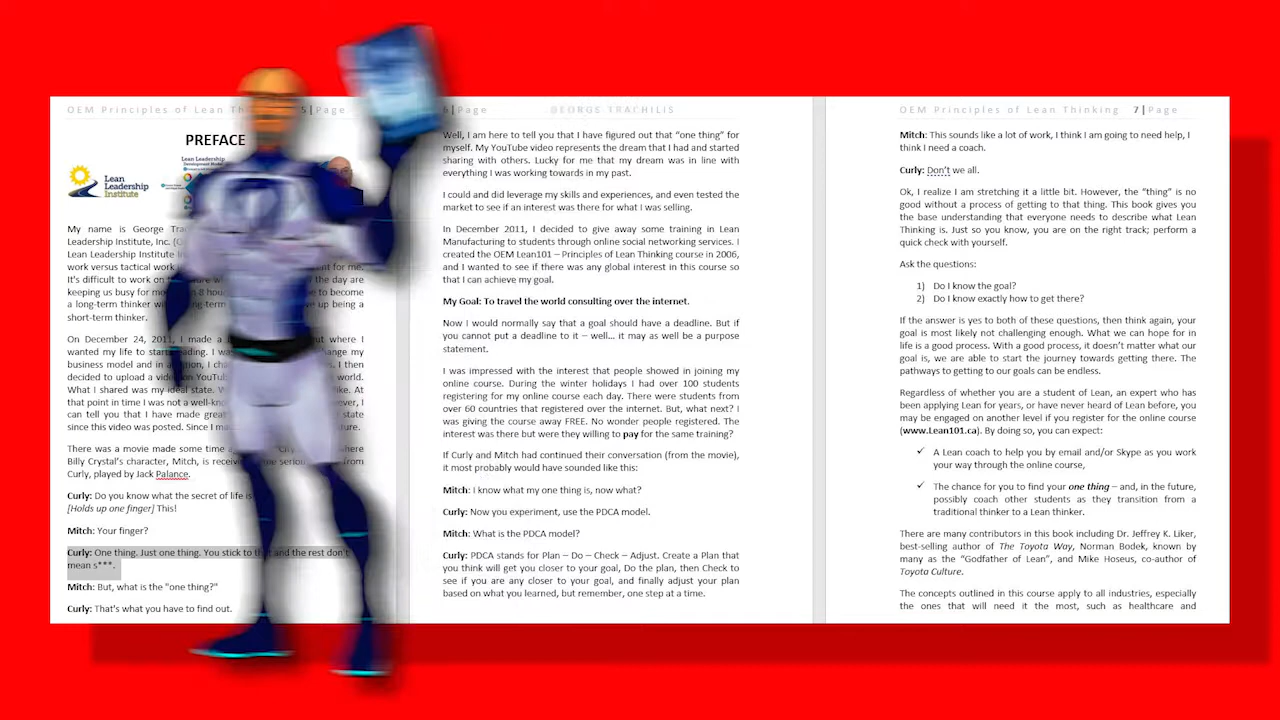 OEM Principles of Lean Th 5|Page
PREFACE
Lean Leadership
Lean
Leadership
Institute
My name is George Tra
Leadership Institute, Inc. (
Lean Leadership Institute
work versus tactical work for me.
It's difficult to work on the day are
keeping us busy for 8 to become
a long-term thinker up being a
short-term thinker.
On December 24, I made a where I
wanted my life to start I my
business model and in I I then
decided to upload a on world.
What I shared was my ideal state. At
that point in time I was not a
can tell you that I have made state
since this video was posted. Since I
There was a movie made some time where
Billy Crystal's character, Mitch, is from
Curly, played by Jack Palance.
Curly: Do you know what the secret of life is
[Holds up one finger] This!
Mitch: Your finger?
Curly: One thing. Just one thing. You stick to and the rest don't
mean s***.
Mitch: But, what is the "one thing?"
Curly: That's what you have to find out.
6|Page GEORGE TRACHILIS
Well, I am here to tell you that I have figured out that “one thing” for
myself. My YouTube video represents the dream that I had and started
sharing with others. Lucky for me that my dream was in line with
everything I was working towards in my past.
I could and did leverage my skills and experiences, and even tested the
market to see if an interest was there for what I was selling.
In December 2011, I decided to give away some training in Lean
Manufacturing to students through online social networking services. I
created the OEM Lean101 – Principles of Lean Thinking course in 2006,
and I wanted to see if there was any global interest in this course so
that I can achieve my goal.
My Goal: To travel the world consulting over the internet.
Now I would normally say that a goal should have a deadline. But if
you cannot put a deadline to it – well... it may as well be a purpose
statement.
I was impressed with the interest that people showed in joining my
online course. During the winter holidays I had over 100 students
registering for my online course each day. There were students from
over 60 countries that registered over the internet. But, what next? I
was giving the course away FREE. No wonder people registered. The
interest was there but were they willing to pay for the same training?
If Curly and Mitch had continued their conversation (from the movie),
it most probably would have sounded like this:
Mitch: I know what my one thing is, now what?
Curly: Now you experiment, use the PDCA model.
Mitch: What is the PDCA model?
Curly: PDCA stands for Plan – Do – Check – Adjust. Create a Plan that
you think will get you closer to your goal, Do the plan, then Check to
see if you are any closer to your goal, and finally adjust your plan
based on what you learned, but remember, one step at a time.
OEM Principles of Lean Thinking 7|Page
Mitch: This sounds like a lot of work, I think I am going to need help, I
think I need a coach.
Curly: Don't we all.
Ok, I realize I am stretching it a little bit. However, the “thing” is no
good without a process of getting to that thing. This book gives you
the base understanding that everyone needs to describe what Lean
Thinking is. Just so you know, you are on the right track; perform a
quick check with yourself.
Ask the questions:
1) Do I know the goal?
2) Do I know exactly how to get there?
If the answer is yes to both of these questions, then think again, your
goal is most likely not challenging enough. What we can hope for in
life is a good process. With a good process, it doesn't matter what our
goal is, we are able to start the journey towards getting there. The
pathways to getting to our goals can be endless.
Regardless of whether you are a student of Lean, an expert who has
been applying Lean for years, or have never heard of Lean before, you
may be engaged on another level if you register for the online course
(www.Lean101.ca). By doing so, you can expect:
✓ A Lean coach to help you by email and/or Skype as you work
your way through the online course,
✓ The chance for you to find your one thing – and, in the future,
possibly coach other students as they transition from a
traditional thinker to a Lean thinker.
There are many contributors in this book including Dr. Jeffrey K. Liker,
best-selling author of The Toyota Way, Norman Bodek, known by
many as the “Godfather of Lean”, and Mike Hoseus, co-author of
Toyota Culture.
The concepts outlined in this course apply to all industries, especially
the ones that will need it the most, such as healthcare and